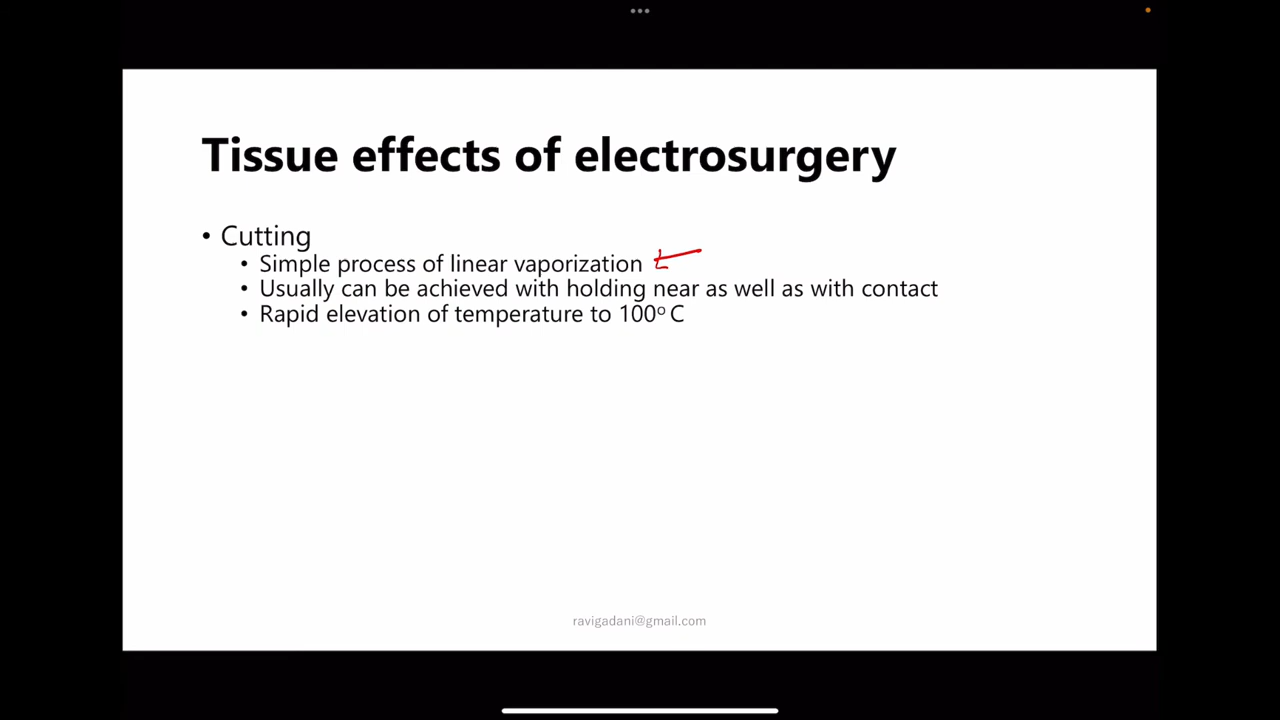 Tissue effects of electrosurgery
• Cutting
• Simple process of linear vaporization
• Usually can be achieved with holding near as well as with contact
• Rapid elevation of temperature to 100º C
ravigadani@gmail.com